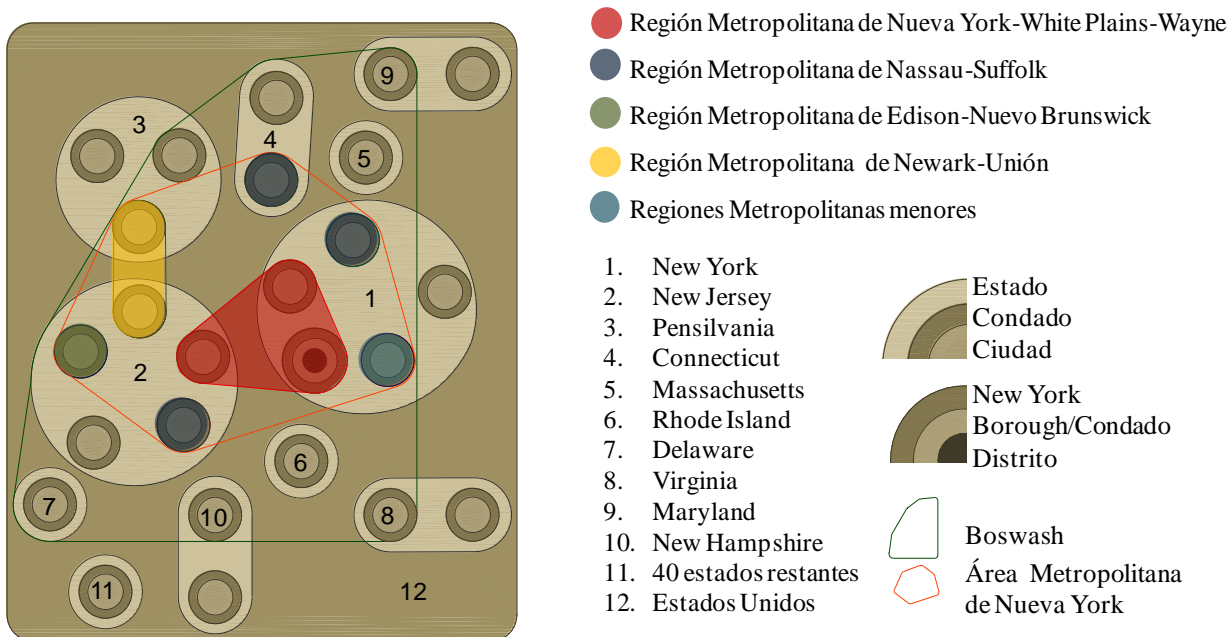 Región Metropolitana de Nueva York-White Plains-Wayne
Región Metropolitana de Nassau-Suffolk
Región Metropolitana de Edison-Nuevo Brunswick
Región Metropolitana de Newark-Unión
Regiones Metropolitanas menores
1. New York
2. New Jersey
3. Pensilvania
4. Connecticut
5. Massachusetts
6. Rhode Island
7. Delaware
8. Virginia
9. Maryland
10. New Hampshire
11. 40 estados restantes
12. Estados Unidos
Estado
Condado
Ciudad
New York
Borough/Condado
Distrito
Boswash
Área Metropolitana
de Nueva York
9
3
4
5
1
2
6
7
10
8
11
12